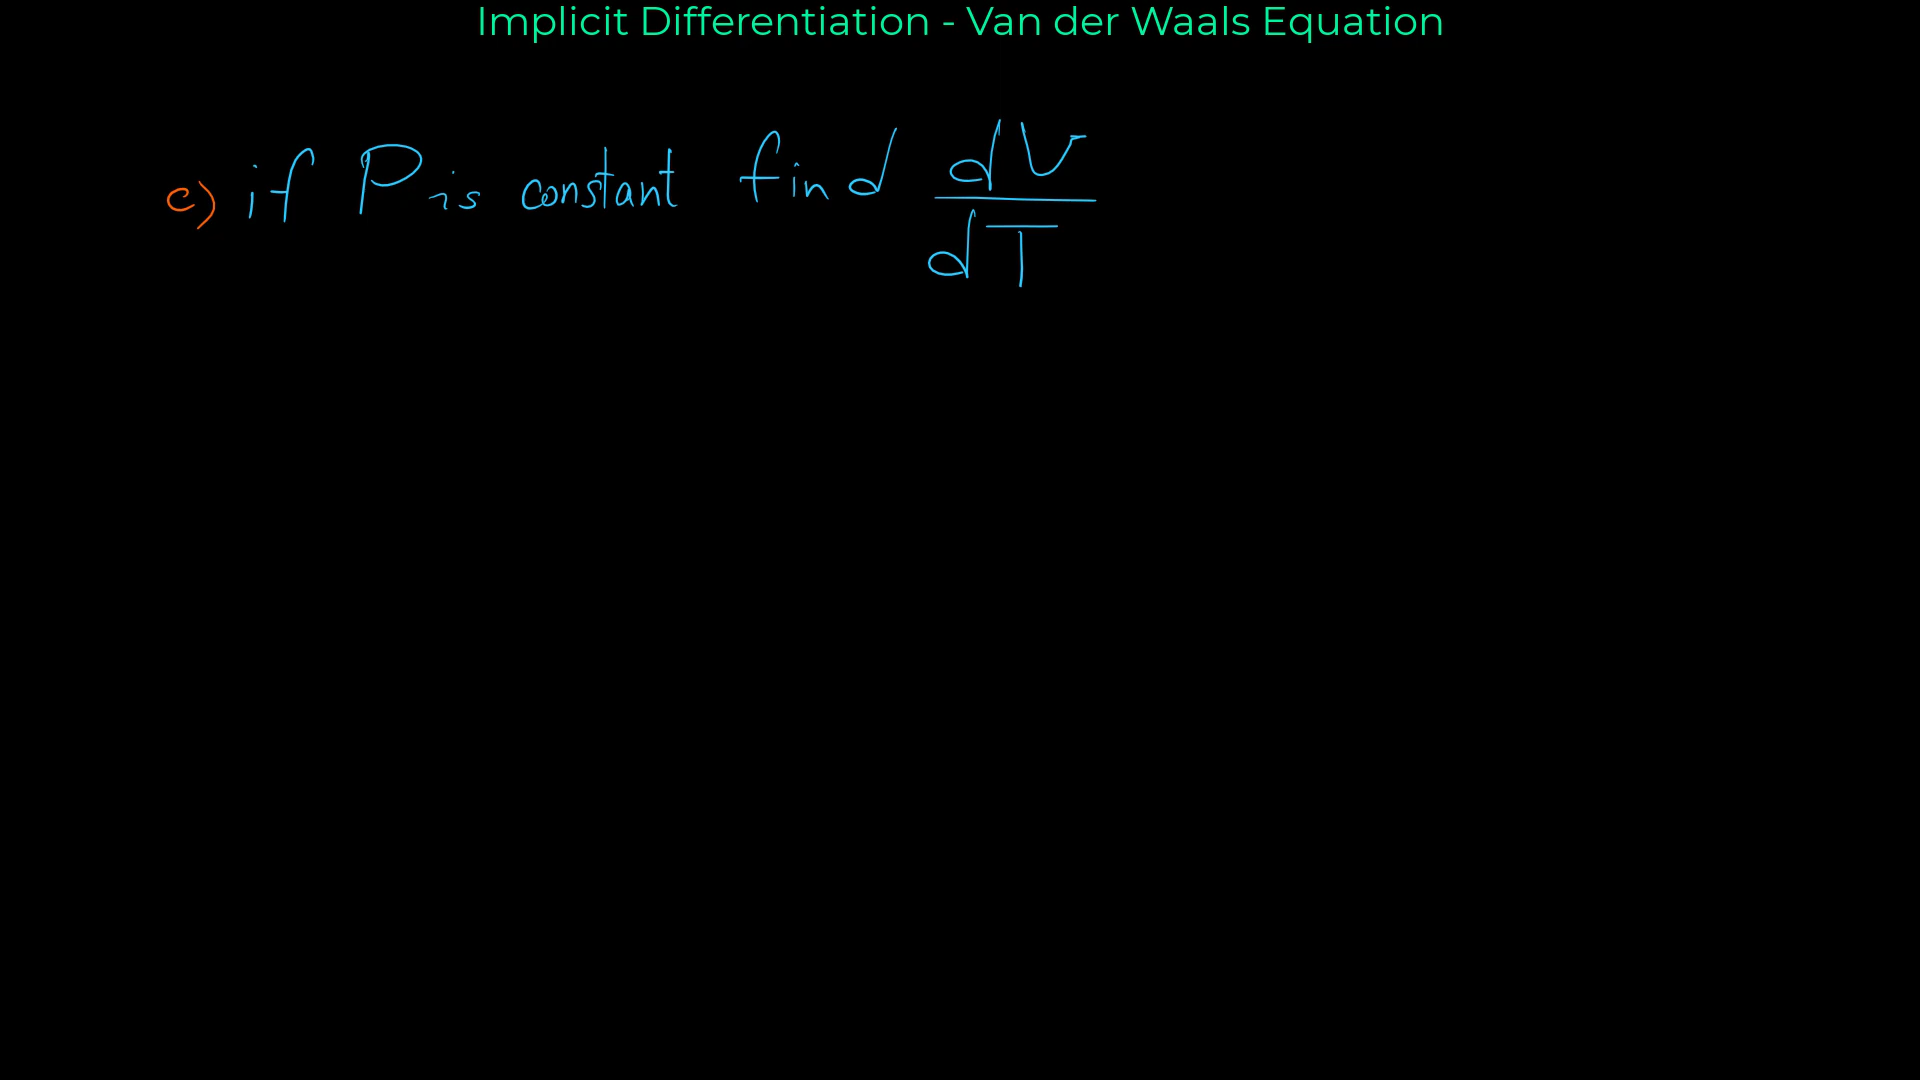 Implicit Differentiation - Van der Waals Equation
c) if P is constant find dV/dT